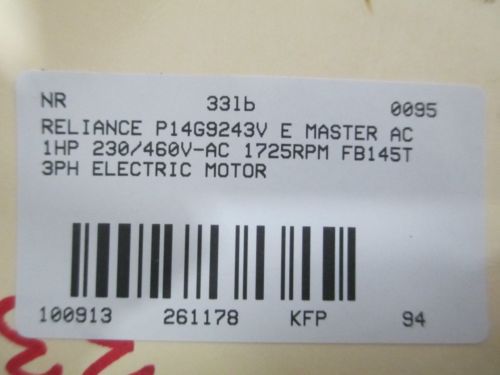 NR 33lb 0095
RELIANCE P14G9243V E MASTER AC
1HP 230/460V-AC 1725RPM FB145T
3PH ELECTRIC MOTOR
100913 261178 KFP 94